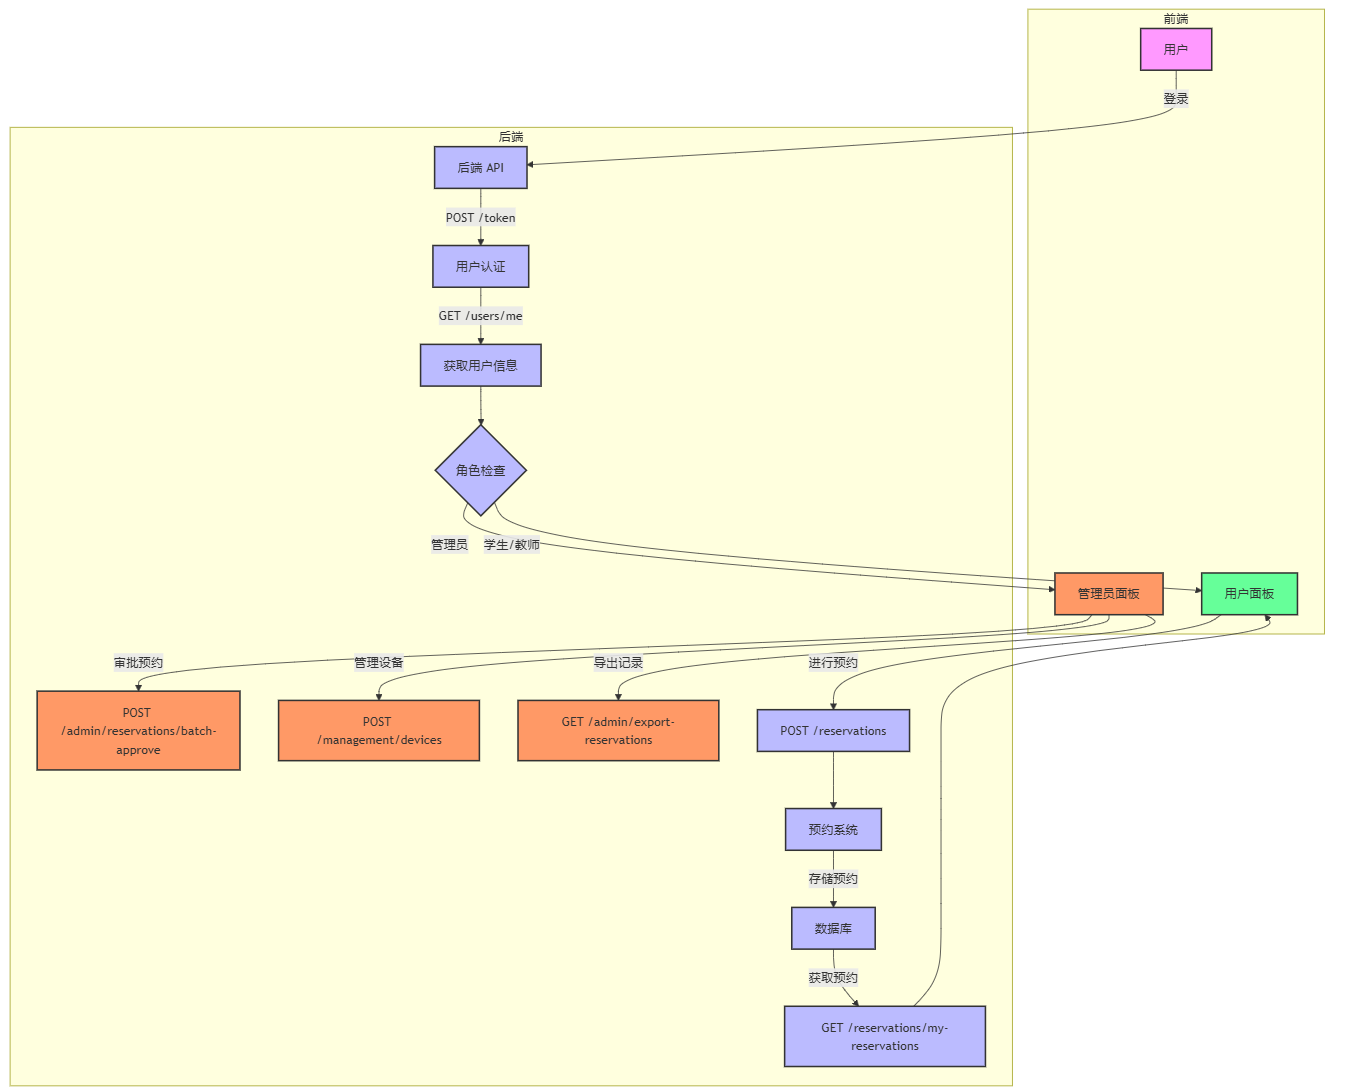 前端
用户
登录
后端
后端 API
POST /token
用户认证
GET /users/me
获取用户信息
角色检查
管理员
学生/教师
管理员面板
用户面板
审批预约
管理设备
导出记录
进行预约
POST
/admin/reservations/batch-
approve
POST
/management/devices
GET /admin/export-
reservations
POST /reservations
预约系统
存储预约
数据库
获取预约
GET /reservations/my-
reservations